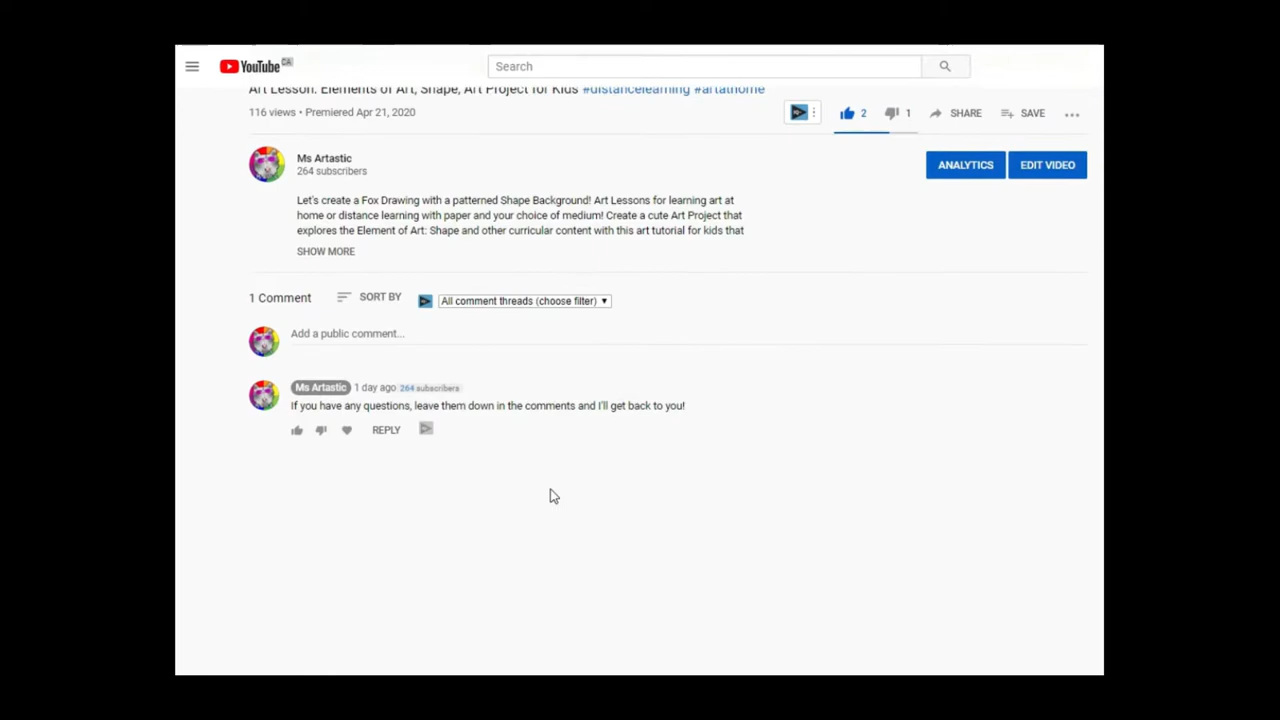 YouTube CA
Search
Art Lesson: Elements of Art, Shape, Art Project for Kids #distancelearning #artathome
116 views • Premiered Apr 21, 2020
2 1 SHARE SAVE
Ms Artastic
264 subscribers
ANALYTICS EDIT VIDEO
Let's create a Fox Drawing with a patterned Shape Background! Art Lessons for learning art at
home or distance learning with paper and your choice of medium! Create a cute Art Project that
explores the Element of Art: Shape and other curricular content with this art tutorial for kids that
SHOW MORE
1 Comment SORT BY All comment threads (choose filter)
Add a public comment...
Ms Artastic 1 day ago 264 subscribers
If you have any questions, leave them down in the comments and I'll get back to you!
REPLY